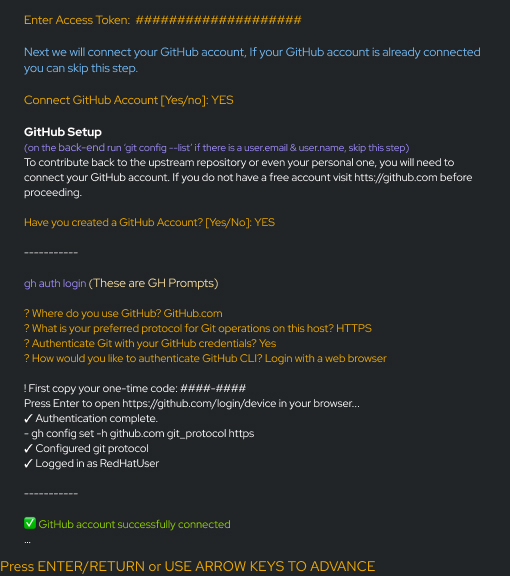 Enter Access Token: ####################
Next we will connect your GitHub account, If your GitHub account is already connected
you can skip this step.
Connect GitHub Account [Yes/no]: YES
GitHub Setup
(on the back-end run 'git config --list' if there is a user.email & user.name, skip this step)
To contribute back to the upstream repository or even your personal one, you will need to
connect your GitHub account. If you do not have a free account visit htts://github.com before
proceeding.
Have you created a GitHub Account? [Yes/No]: YES
-----------
gh auth login (These are GH Prompts)
? Where do you use GitHub? GitHub.com
? What is your preferred protocol for Git operations on this host? HTTPS
? Authenticate Git with your GitHub credentials? Yes
? How would you like to authenticate GitHub CLI? Login with a web browser
! First copy your one-time code: ####-####
Press Enter to open https://github.com/login/device in your browser...
✓ Authentication complete.
- gh config set -h github.com git_protocol https
✓ Configured git protocol
✓ Logged in as RedHatUser
-----------
✅ GitHub account successfully connected
...
Press ENTER/RETURN or USE ARROW KEYS TO ADVANCE